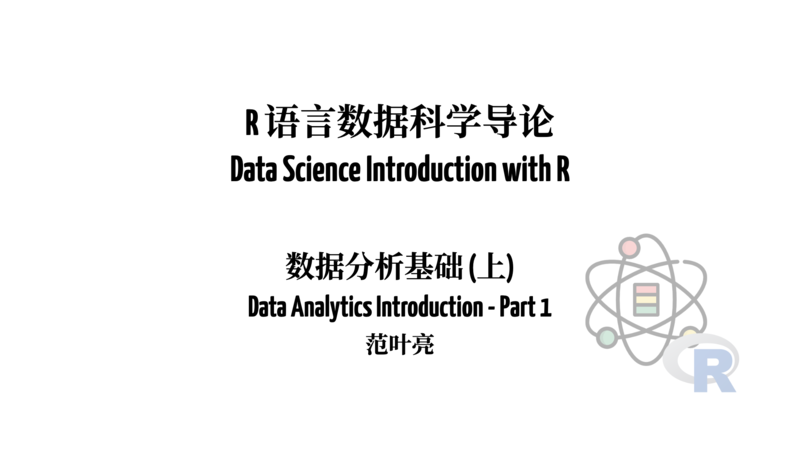 R 语言数据科学导论
Data Science Introduction with R
数据分析基础 (上)
Data Analytics Introduction - Part 1
范叶亮
R